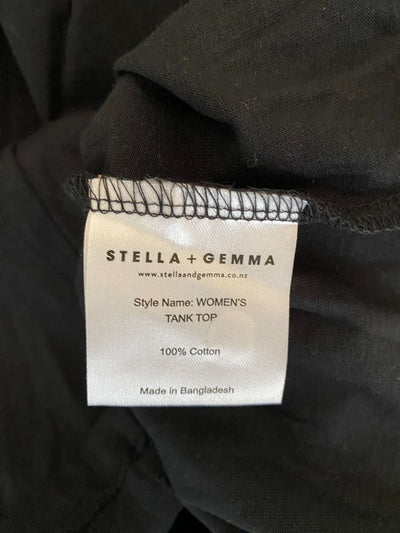 STELLA + GEMMA
www.stellaandgemma.co.nz
Style Name: WOMEN'S
TANK TOP
100% Cotton
Made in Bangladesh